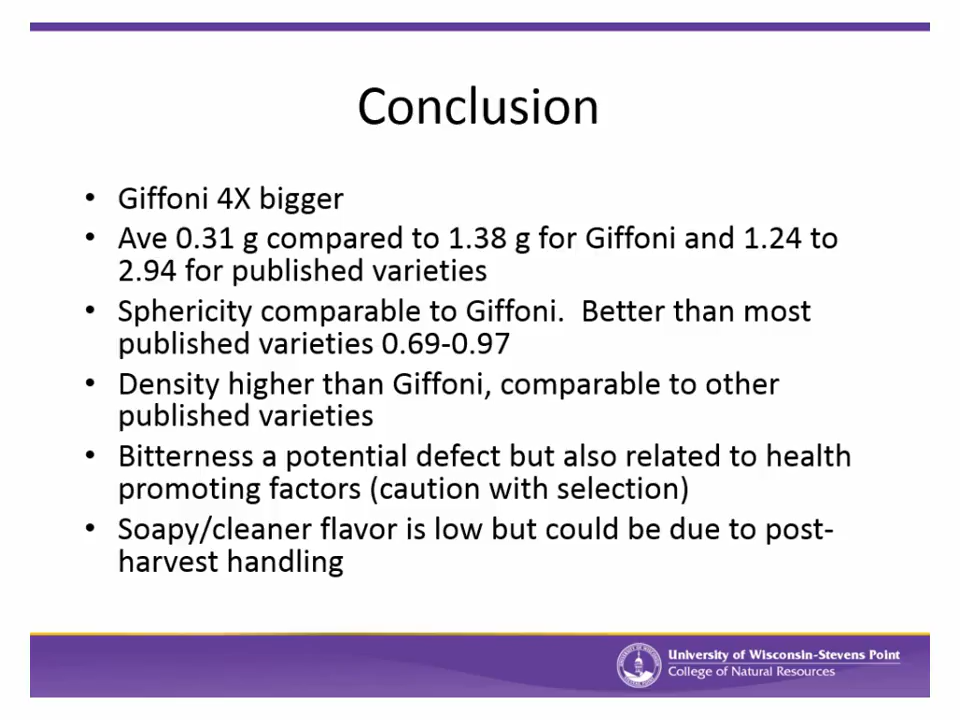 Conclusion
• Giffoni 4X bigger
• Ave 0.31 g compared to 1.38 g for Giffoni and 1.24 to
2.94 for published varieties
• Sphericity comparable to Giffoni.  Better than most
published varieties 0.69-0.97
• Density higher than Giffoni, comparable to other
published varieties
• Bitterness a potential defect but also related to health
promoting factors (caution with selection)
• Soapy/cleaner flavor is low but could be due to post-
harvest handling
University of Wisconsin-Stevens Point
College of Natural Resources